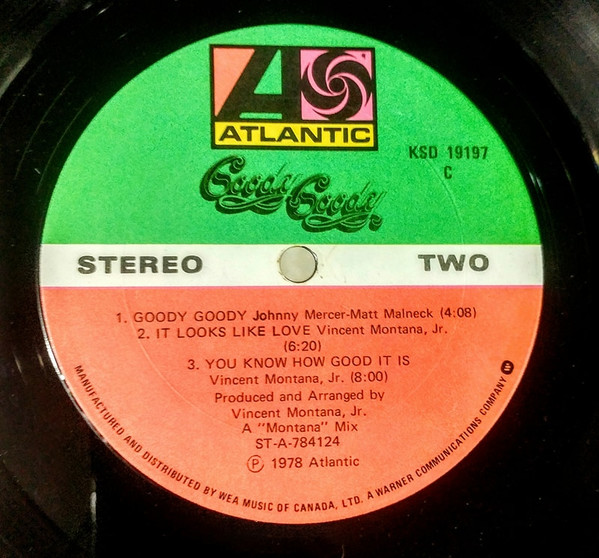 ATLANTIC
KSD 19197
C
Goody Goody
STEREO
TWO
1. GOODY GOODY Johnny Mercer-Matt Malneck (4:08)
2. IT LOOKS LIKE LOVE Vincent Montana, Jr.
(6:20)
3. YOU KNOW HOW GOOD IT IS
Vincent Montana, Jr. (8:00)
Produced and Arranged by
Vincent Montana, Jr.
A "Montana" Mix
ST-A-784124
Ⓟ 1978 Atlantic
MANUFACTURED AND DISTRIBUTED BY WEA MUSIC OF CANADA, LTD. A WARNER COMMUNICATIONS COMPANY